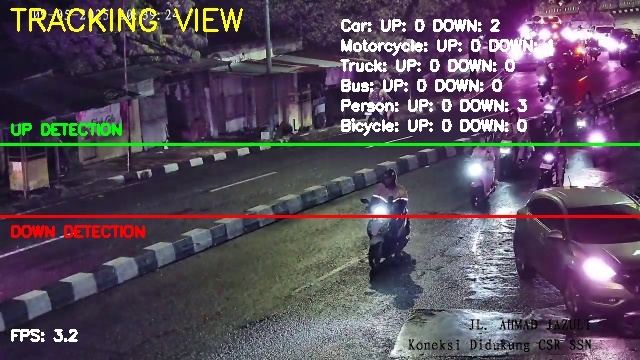 TRACKING VIEW
Car: UP: 0 DOWN: 2
Motorcycle: UP: 0 DOWN:
Truck: UP: 0 DOWN: 0
Bus: UP: 0 DOWN: 0
Person: UP: 0 DOWN: 3
Bicycle: UP: 0 DOWN: 0
UP DETECTION
DOWN DETECTION
FPS: 3.2
JL. AHMAD JAZULI
Koneksi Didukung CSR SSN